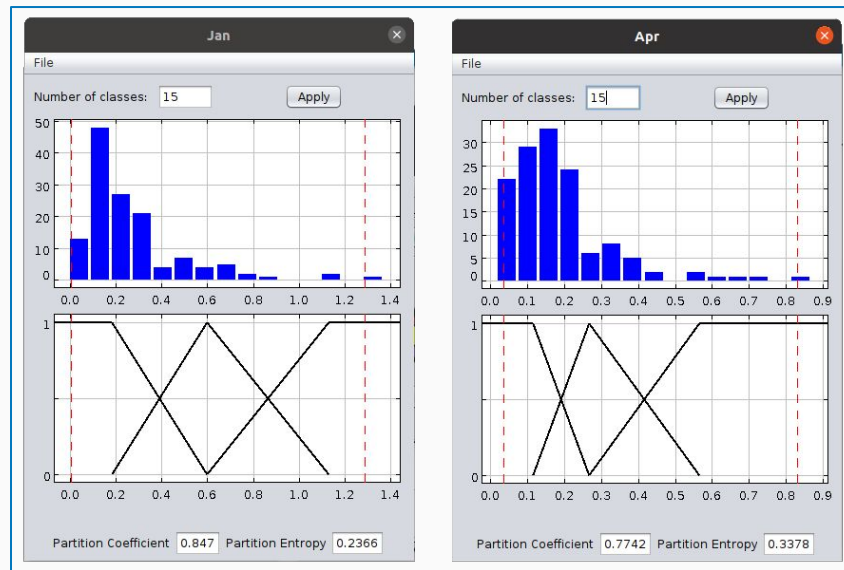 Jan
File
Number of classes: 15 Apply
50
40
30
20
10
0
0.0 0.2 0.4 0.6 0.8 1.0 1.2 1.4
1
0
0.0 0.2 0.4 0.6 0.8 1.0 1.2 1.4
Partition Coefficient 0.847 Partition Entropy 0.2366
Apr
File
Number of classes: 15 Apply
30
25
20
15
10
5
0
0.0 0.1 0.2 0.3 0.4 0.5 0.6 0.7 0.8 0.9
1
0
0.0 0.1 0.2 0.3 0.4 0.5 0.6 0.7 0.8 0.9
Partition Coefficient 0.7742 Partition Entropy 0.3378